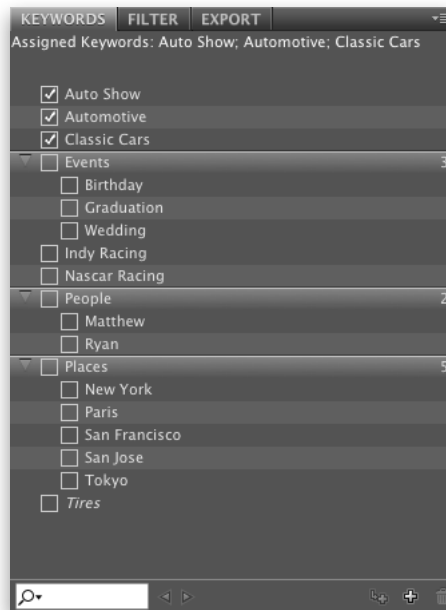 KEYWORDS FILTER EXPORT
Assigned Keywords: Auto Show; Automotive; Classic Cars
Auto Show
Automotive
Classic Cars
Events 3
Birthday
Graduation
Wedding
Indy Racing
Nascar Racing
People 2
Matthew
Ryan
Places 5
New York
Paris
San Francisco
San Jose
Tokyo
Tires